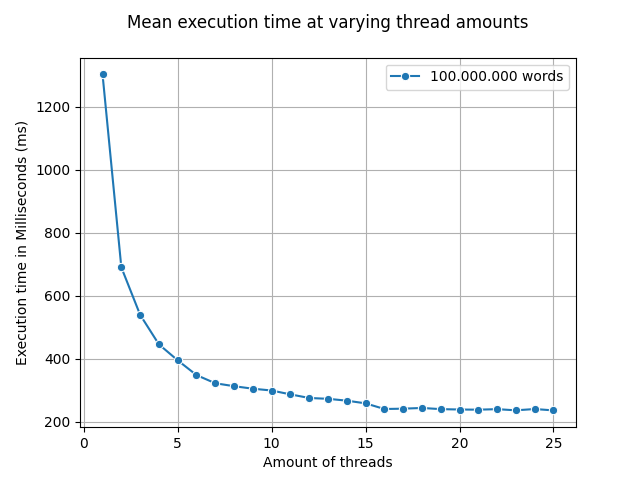 Mean execution time at varying thread amounts
100.000.000 words
Execution time in Milliseconds (ms)
1200
1000
800
600
400
200
0 5 10 15 20 25
Amount of threads